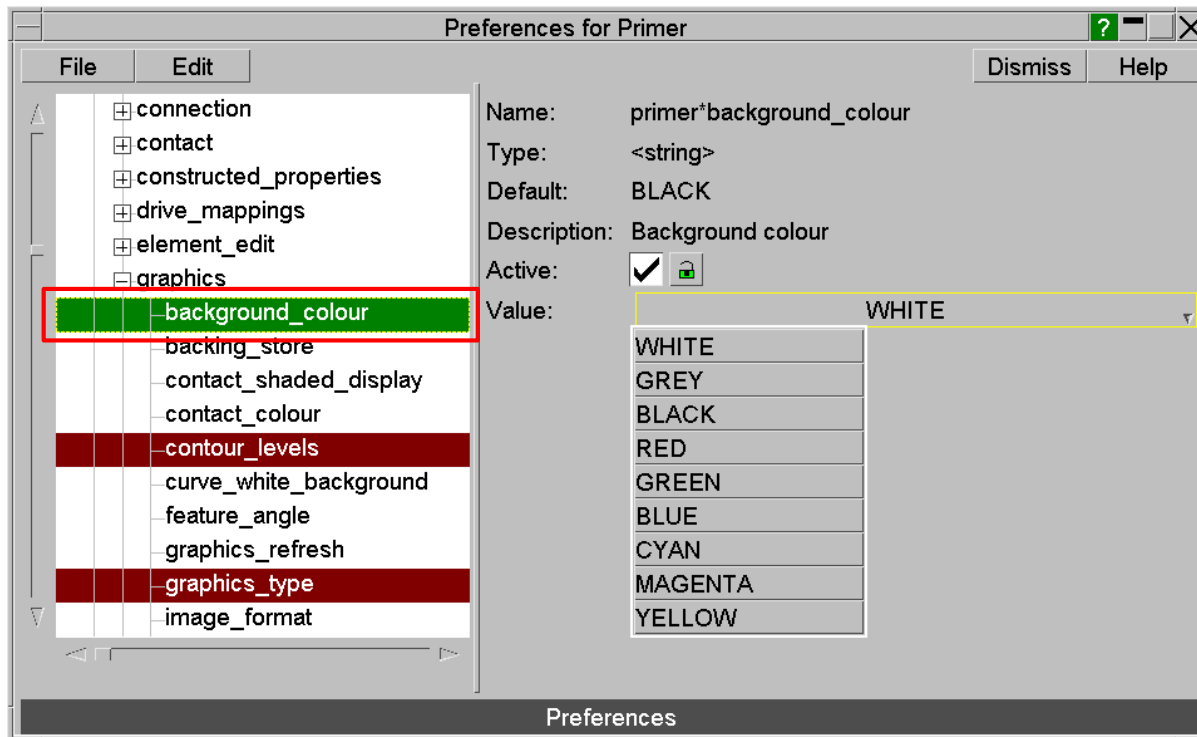 Preferences for Primer
?
File Edit Dismiss Help
connection
contact
constructed_properties
drive_mappings
element_edit
graphics
background_colour
backing_store
contact_shaded_display
contact_colour
contour_levels
curve_white_background
feature_angle
graphics_refresh
graphics_type
image_format
Name: primer*background_colour
Type: <string>
Default: BLACK
Description: Background colour
Active:
Value: WHITE
WHITE
GREY
BLACK
RED
GREEN
BLUE
CYAN
MAGENTA
YELLOW
Preferences